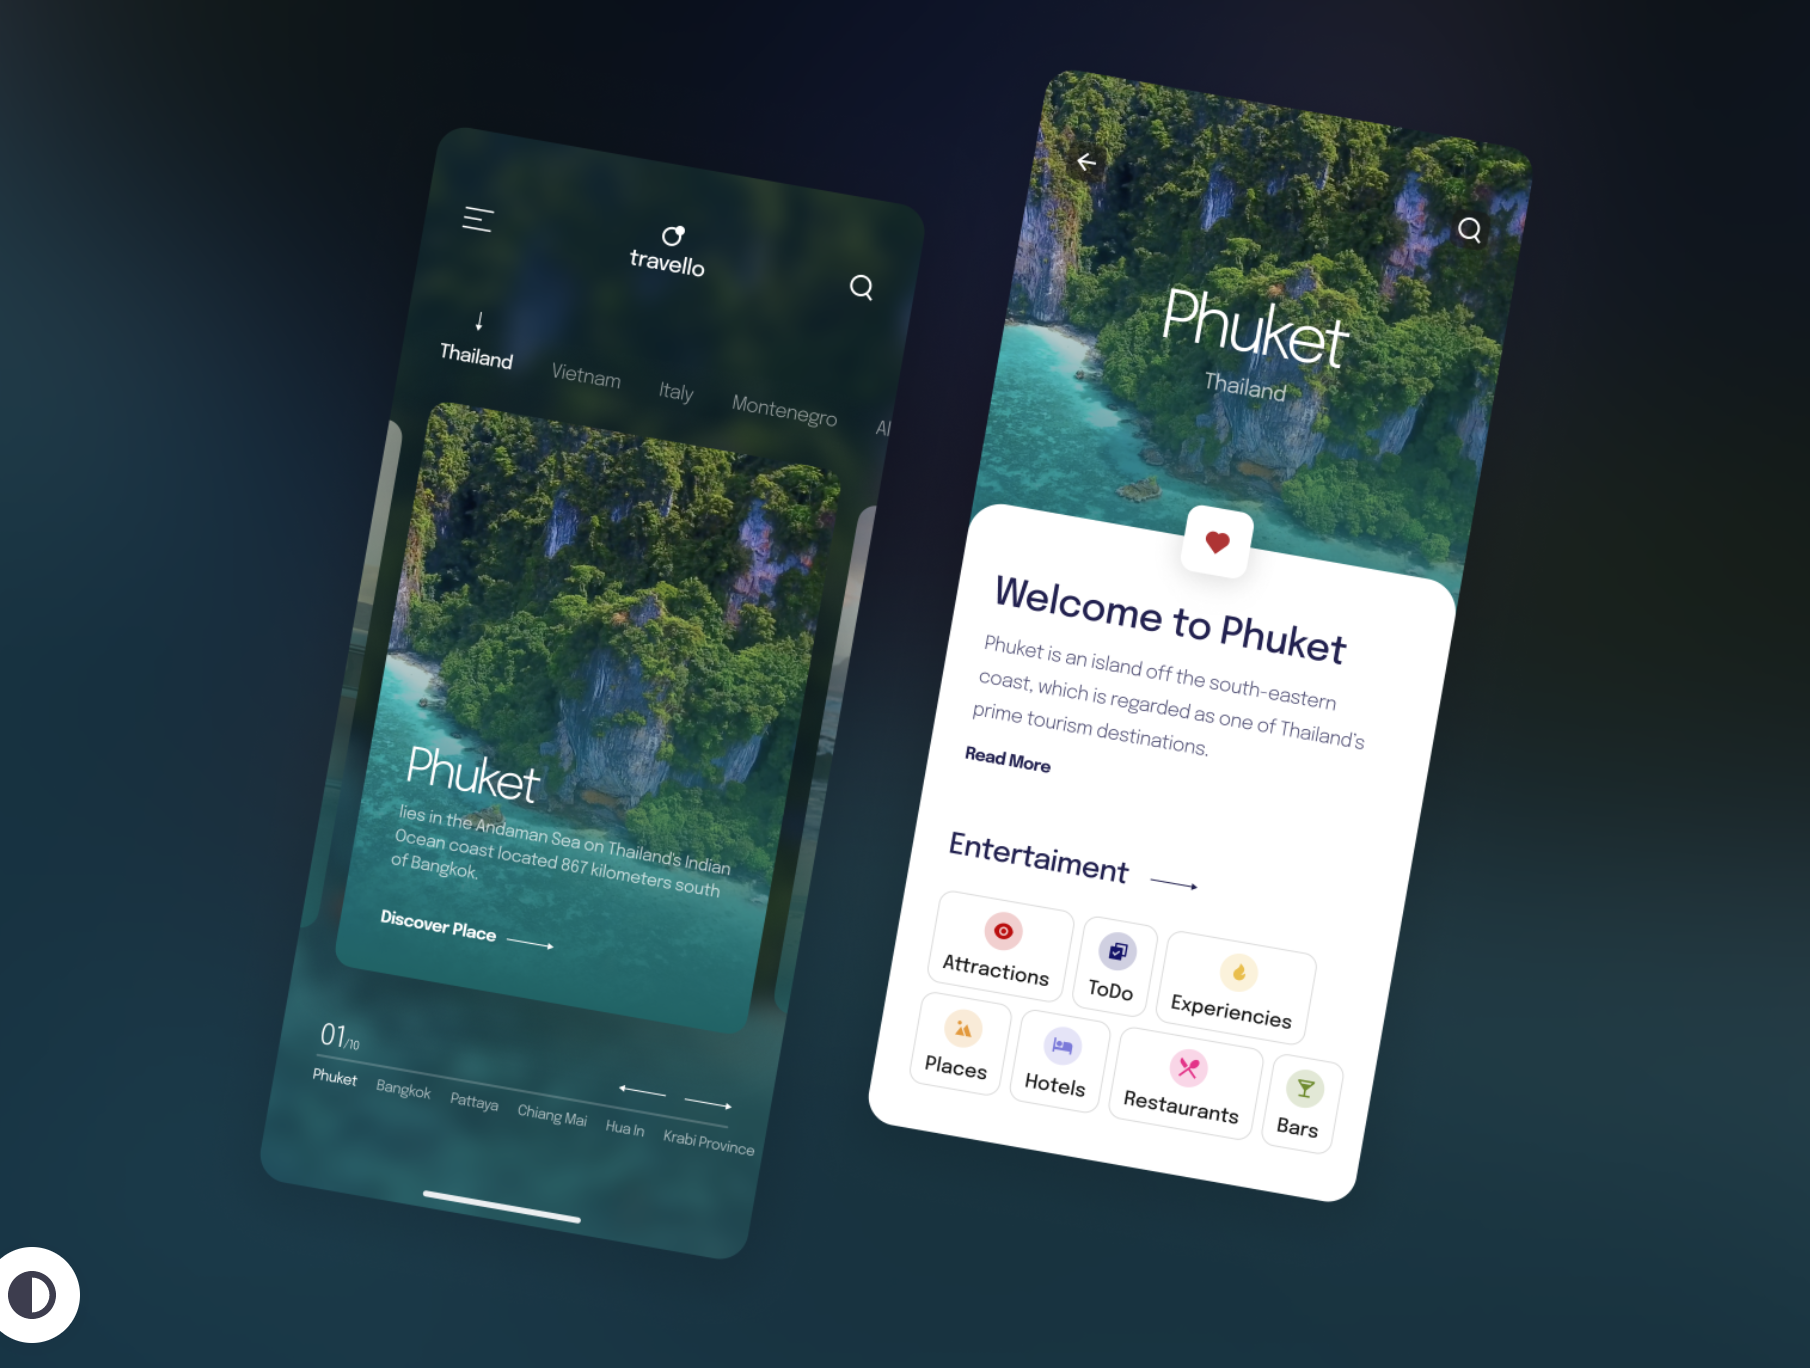 travello
Thailand
Vietnam
Italy
Montenegro
Al
Phuket
lies in the Andaman Sea on Thailand's Indian
Ocean coast located 867 kilometers south
of Bangkok.
Discover Place
01/10
Phuket
Bangkok
Pattaya
Chiang Mai
Hua In
Krabi Province
Phuket
Thailand
Welcome to Phuket
Phuket is an island off the south-eastern
coast, which is regarded as one of Thailand's
prime tourism destinations.
Read More
Entertaiment
Attractions
ToDo
Experiencies
Places
Hotels
Restaurants
Bars